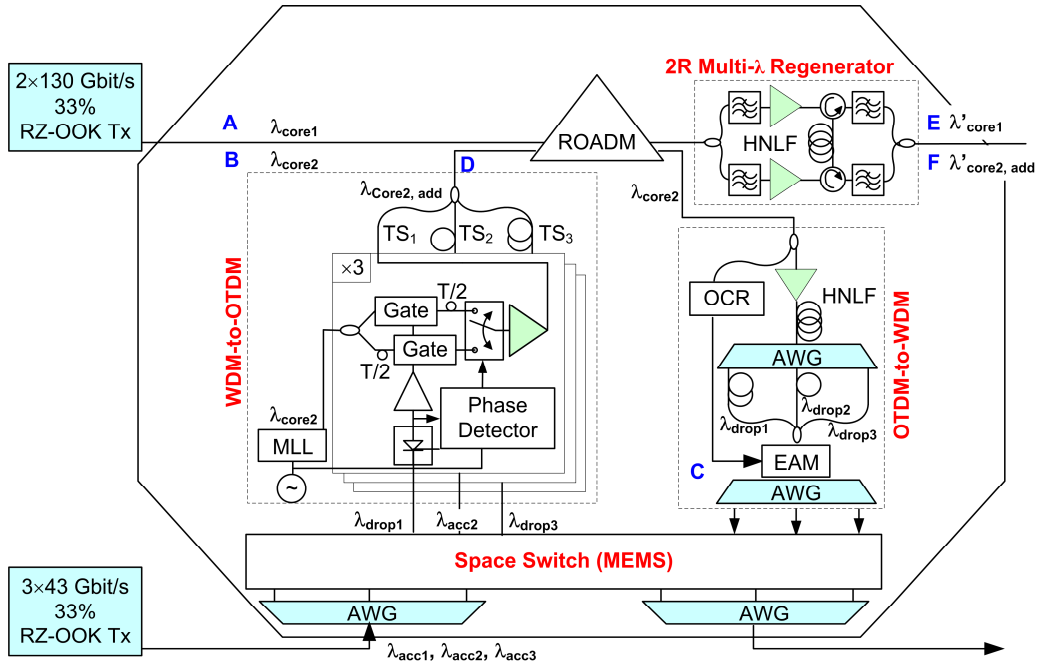 2R Multi-λ Regenerator
2×130 Gbit/s
33%
RZ-OOK Tx
A
λcore1
B
λcore2
D
ROADM
HNLF
E λ'core1
F λ'core2, add
λcore2
λCore2, add
TS1
TS2
TS3
×3
T/2
Gate
Gate
T/2
WDM-to-OTDM
λcore2
MLL
~
Phase
Detector
OCR
HNLF
AWG
λdrop1
λdrop2
λdrop3
OTDM-to-WDM
C
EAM
AWG
λdrop1
λacc2
λdrop3
Space Switch (MEMS)
3×43 Gbit/s
33%
RZ-OOK Tx
AWG
AWG
λacc1, λacc2, λacc3